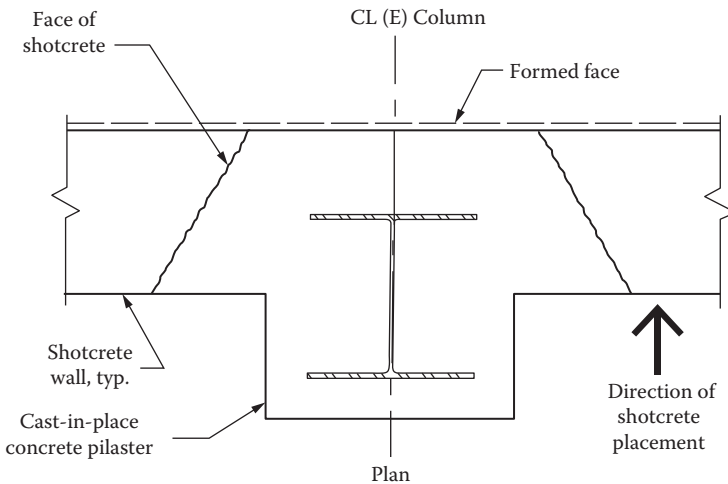 Face of
shotcrete
CL (E) Column
Formed face
Shotcrete
wall, typ.
Cast-in-place
concrete pilaster
Direction of
shotcrete
placement
Plan